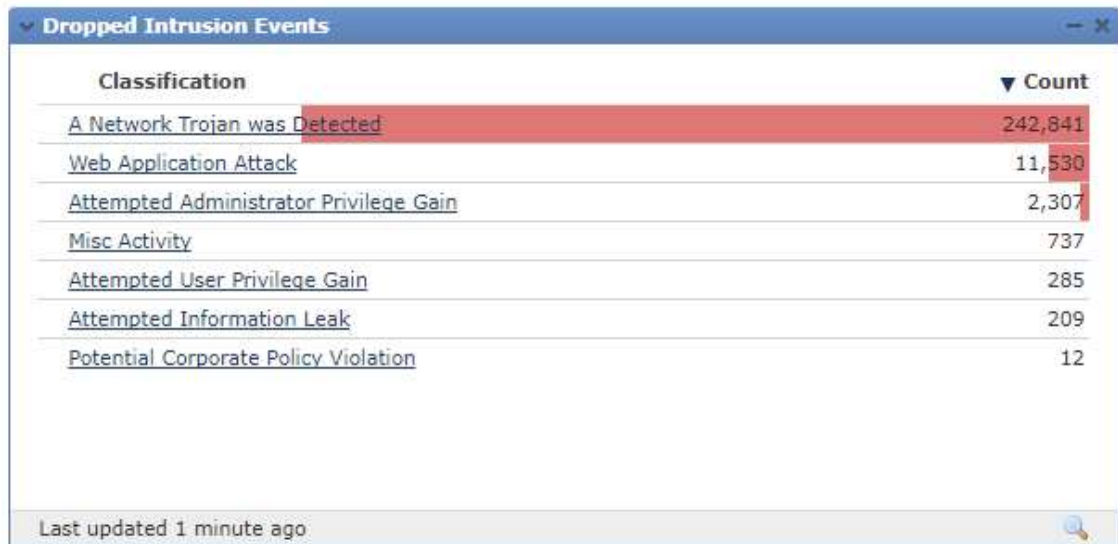 Dropped Intrusion Events
Classification Count
A Network Trojan was Detected 242,841
Web Application Attack 11,530
Attempted Administrator Privilege Gain 2,307
Misc Activity 737
Attempted User Privilege Gain 285
Attempted Information Leak 209
Potential Corporate Policy Violation 12
Last updated 1 minute ago